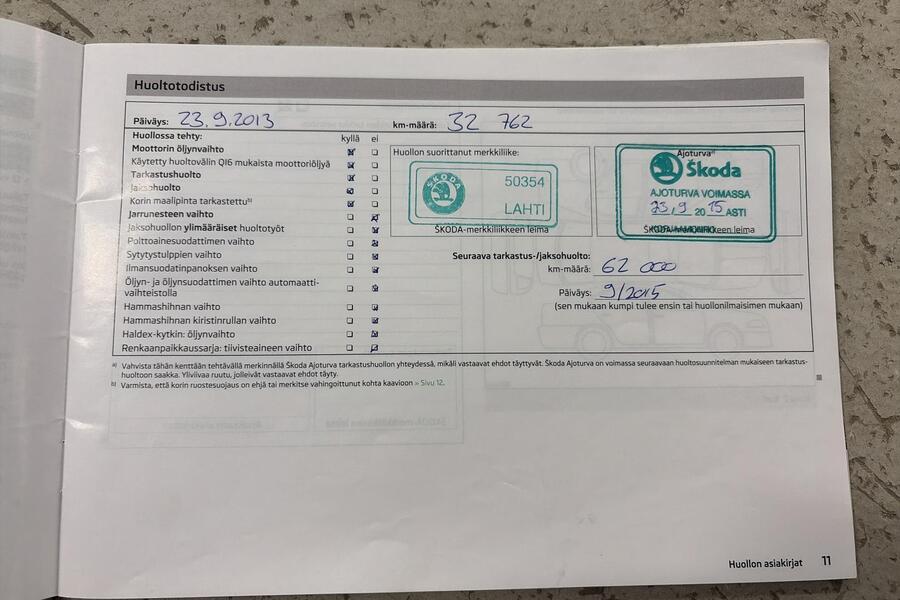 Huoltotodistus
Päiväys: 23.9.2013 km-määrä: 32 762
Huollossa tehty: kyllä ei
Moottorin öljynvaihto
Käytetty huoltovälin QI6 mukaista moottoriöljyä
Tarkastushuolto
Jaksohuolto
Korin maalipinta tarkastettu b)
Jarrunesteen vaihto
Jaksohuollon ylimääräiset huoltotyöt
Polttoainesuodattimen vaihto
Sytytystulppien vaihto
Ilmansuodatinpanoksen vaihto
Öljyn- ja öljynsuodattimen vaihto automaatti-
vaihteistolla
Hammashihnan vaihto
Hammashihnan kiristinrullan vaihto
Haldex-kytkin: öljynvaihto
Renkaanpaikkaussarja: tiivisteaineen vaihto
Huollon suorittanut merkkiliike:
ŠKODA
50354
LAHTI
ŠKODA-merkkiliikkeen leima
Ajoturva a)
Škoda
AJOTURVA VOIMASSA
23.9 2015 ASTI
ŠKODA-merkkiliikkeen leima
Seuraava tarkastus-/jaksohuolto:
km-määrä: 62 000
Päiväys: 9/2015
(sen mukaan kumpi tulee ensin tai huollonilmaisimen mukaan)
a) Vahvista tähän kenttään tehtävällä merkinnällä Škoda Ajoturva tarkastushuollon yhteydessä, mikäli vastaavat ehdot täyttyvät. Škoda Ajoturva on voimassa seuraavaan huoltosuunnitelman mukaiseen tarkastus-
huoltoon saakka. Yliviivaa ruutu, jolleivät vastaavat ehdot täyty.
b) Varmista, että korin ruostesuojaus on ehjä tai merkitse vahingoittunut kohta kaavioon » Sivu 12.
Huollon asiakirjat 11